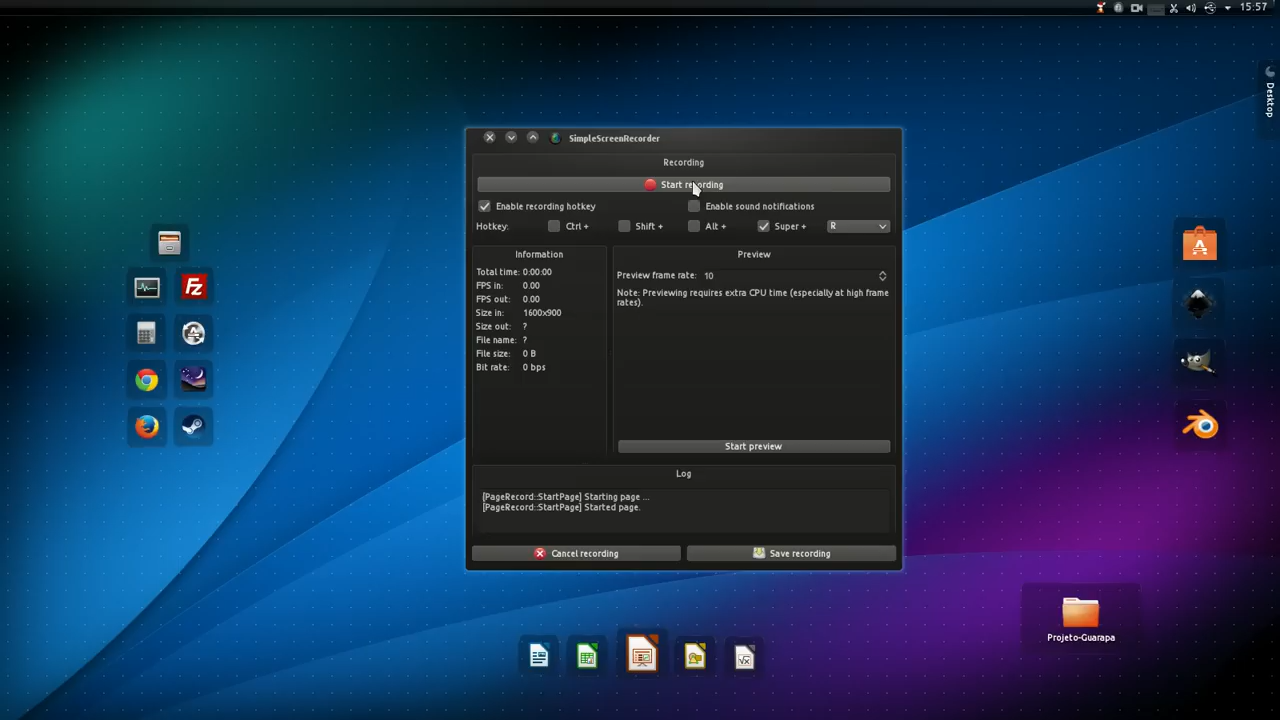 15:57
Desktop
SimpleScreenRecorder
Recording
Start recording
Enable recording hotkey
Enable sound notifications
Hotkey: Ctrl + Shift + Alt + Super + R
Information
Total time: 0:00:00
FPS in: 0.00
FPS out: 0.00
Size in: 1600x900
Size out: ?
File name: ?
File size: 0 B
Bit rate: 0 bps
Preview
Preview frame rate: 10
Note: Previewing requires extra CPU time (especially at high frame
rates).
Start preview
Log
[PageRecord::StartPage] Starting page ...
[PageRecord::StartPage] Started page.
Cancel recording
Save recording
Fz
Projeto-Guarapa